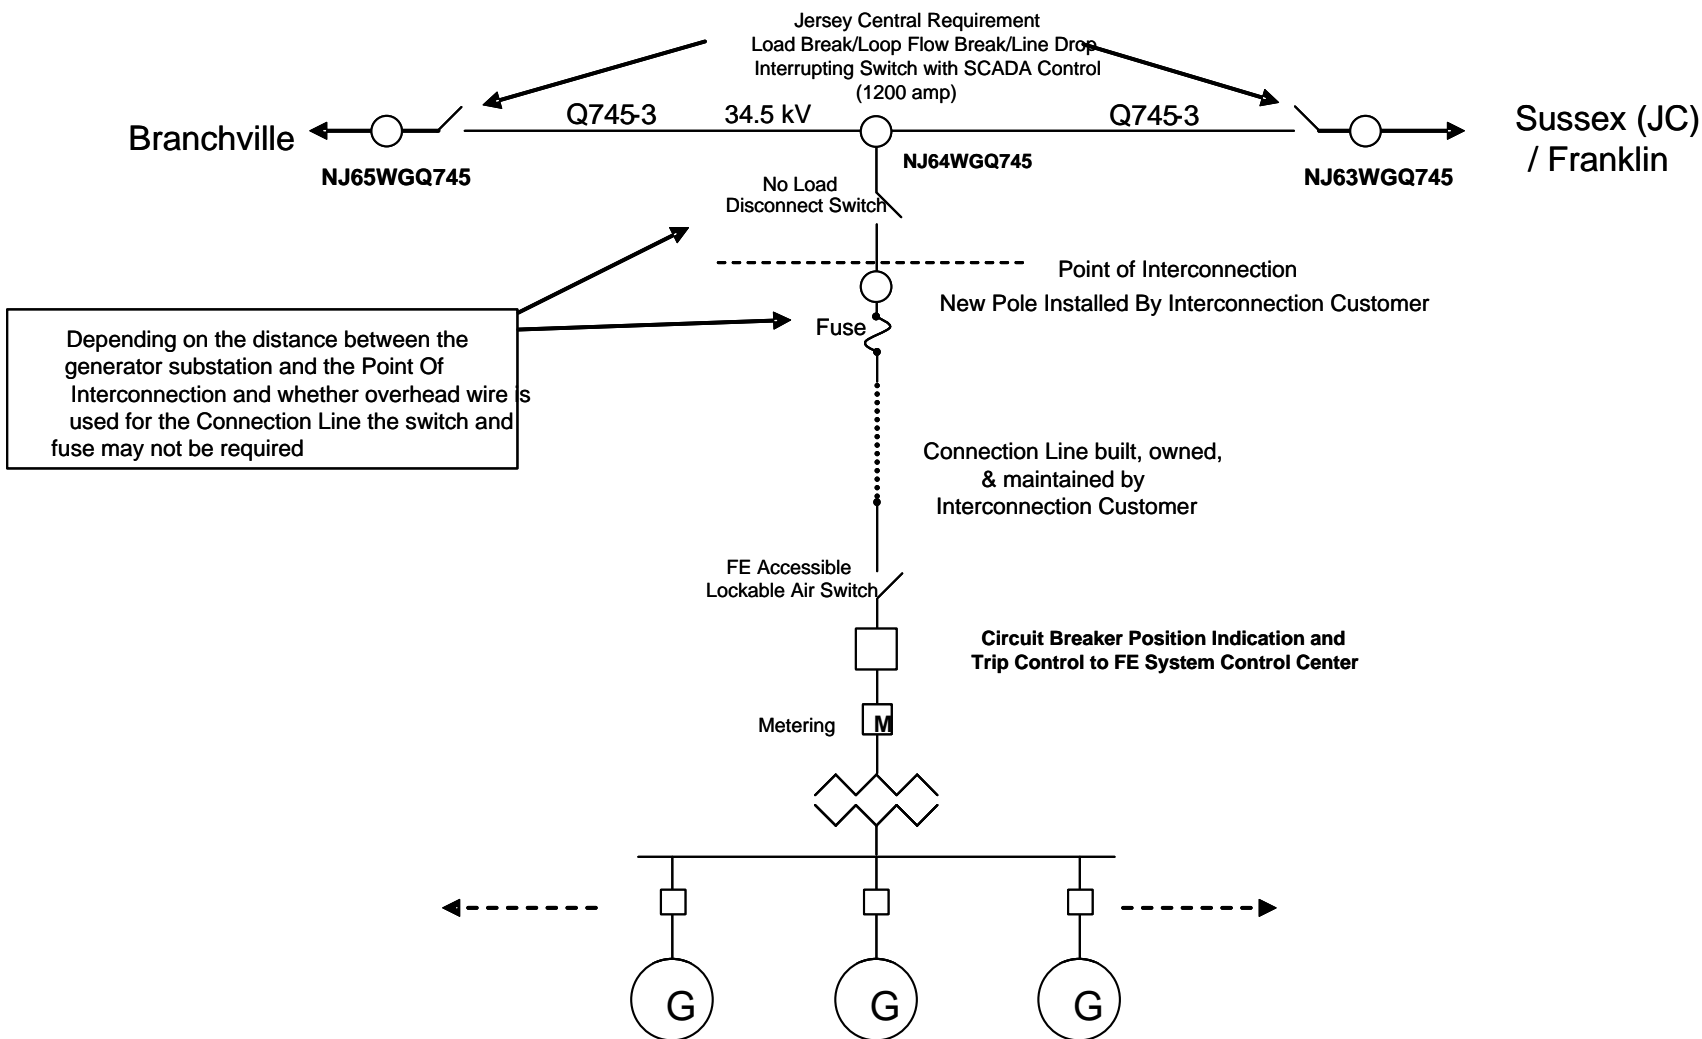 Jersey Central Requirement
Load Break/Loop Flow Break/Line Drop
Interrupting Switch with SCADA Control
(1200 amp)
Branchville
Q745-3
34.5 kV
Q745-3
Sussex (JC)
/ Franklin
NJ65WGQ745
NJ64WGQ745
NJ63WGQ745
No Load
Disconnect Switch
Point of Interconnection
New Pole Installed By Interconnection Customer
Fuse
Depending on the distance between the
generator substation and the Point Of
Interconnection and whether overhead wire is
used for the Connection Line the switch and
fuse may not be required
Connection Line built, owned,
& maintained by
Interconnection Customer
FE Accessible
Lockable Air Switch
Circuit Breaker Position Indication and
Trip Control to FE System Control Center
Metering
M
G
G
G